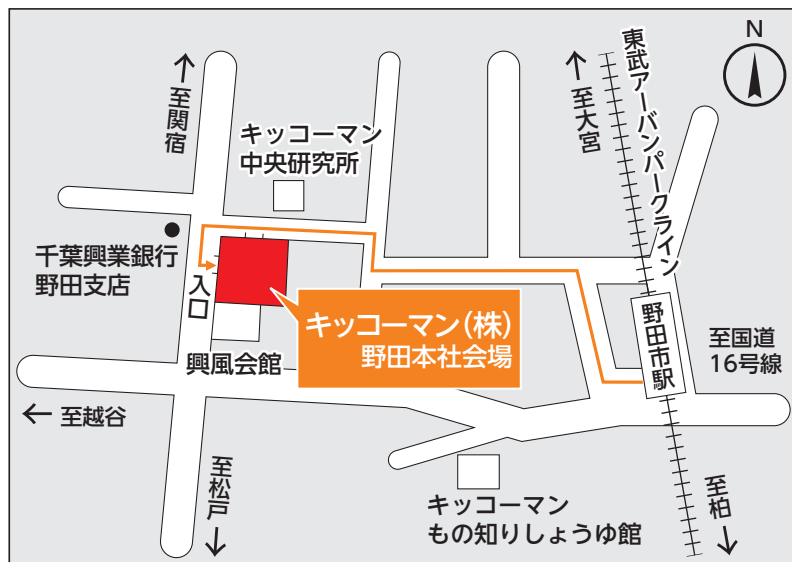 N
東武アーバンパークライン
至大宮
至関宿
キッコーマン
中央研究所
千葉興業銀行
野田支店
入口
キッコーマン(株)
野田本社会場
興風会館
野田市駅
至国道
16号線
至越谷
至松戸
キッコーマン
もの知りしょうゆ館
至柏